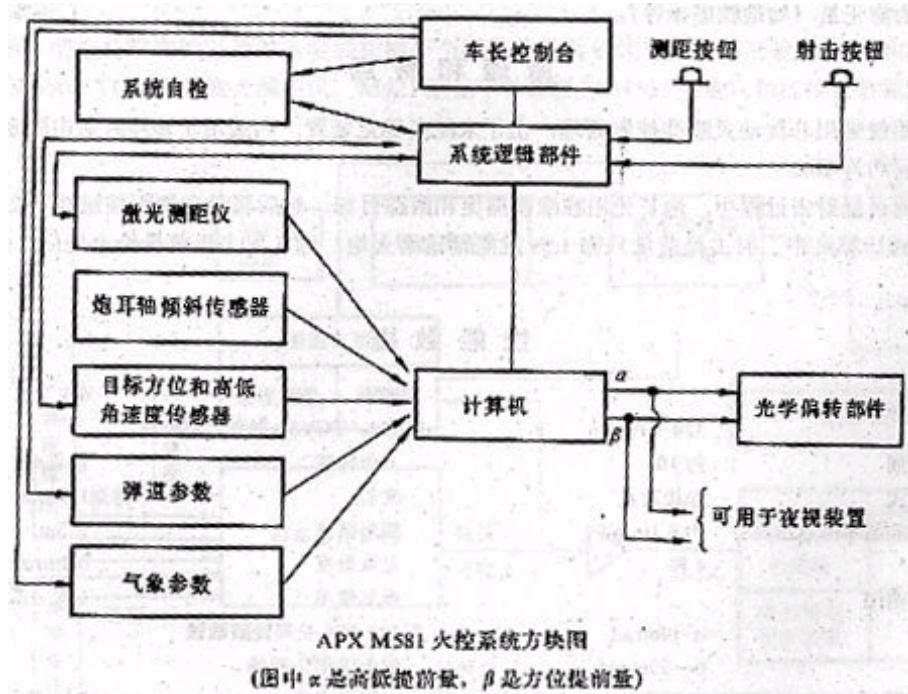 车长控制台
测距按钮
射击按钮
系统自检
系统逻辑部件
激光测距仪
炮耳轴倾斜传感器
目标方位和高低
角速度传感器
计算机
α
β
光学偏转部件
弹道参数
可用于夜视装置
气象参数
APX M581 火控系统方块图
(图中 α 是高低提前量，β 是方位提前量)